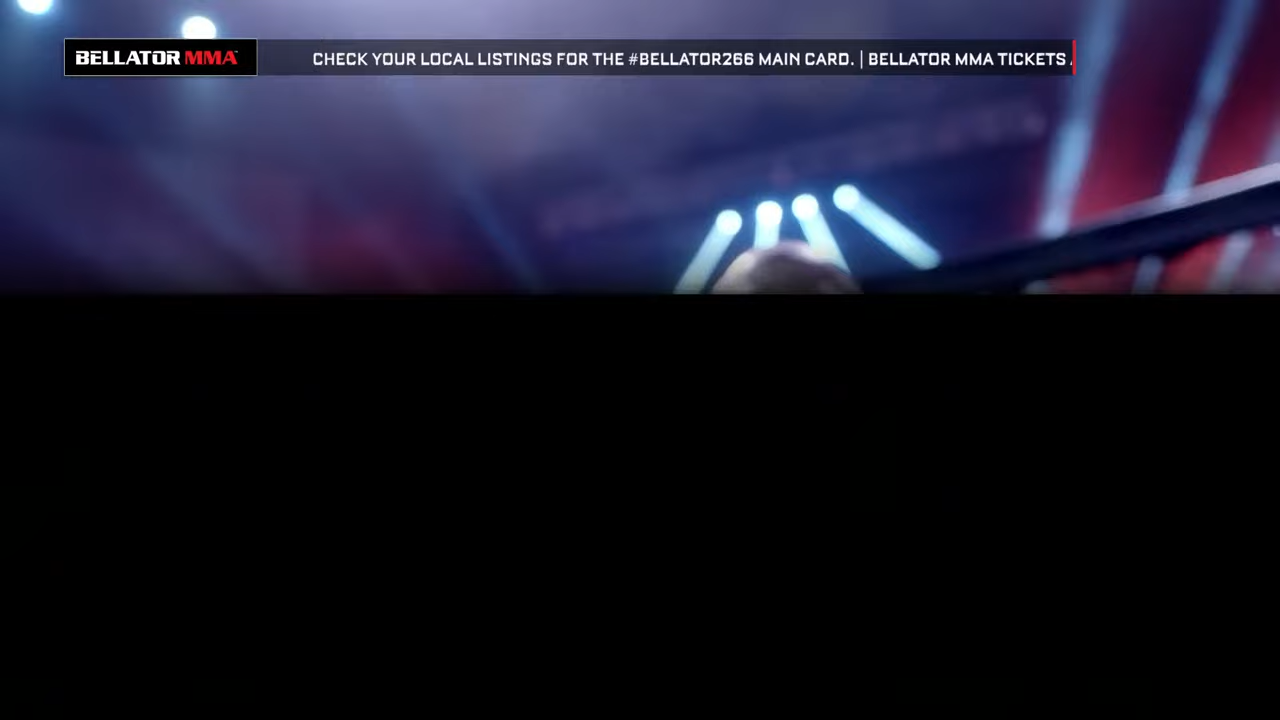 BELLATOR MMA CHECK YOUR LOCAL LISTINGS FOR THE #BELLATOR266 MAIN CARD. | BELLATOR MMA TICKETS